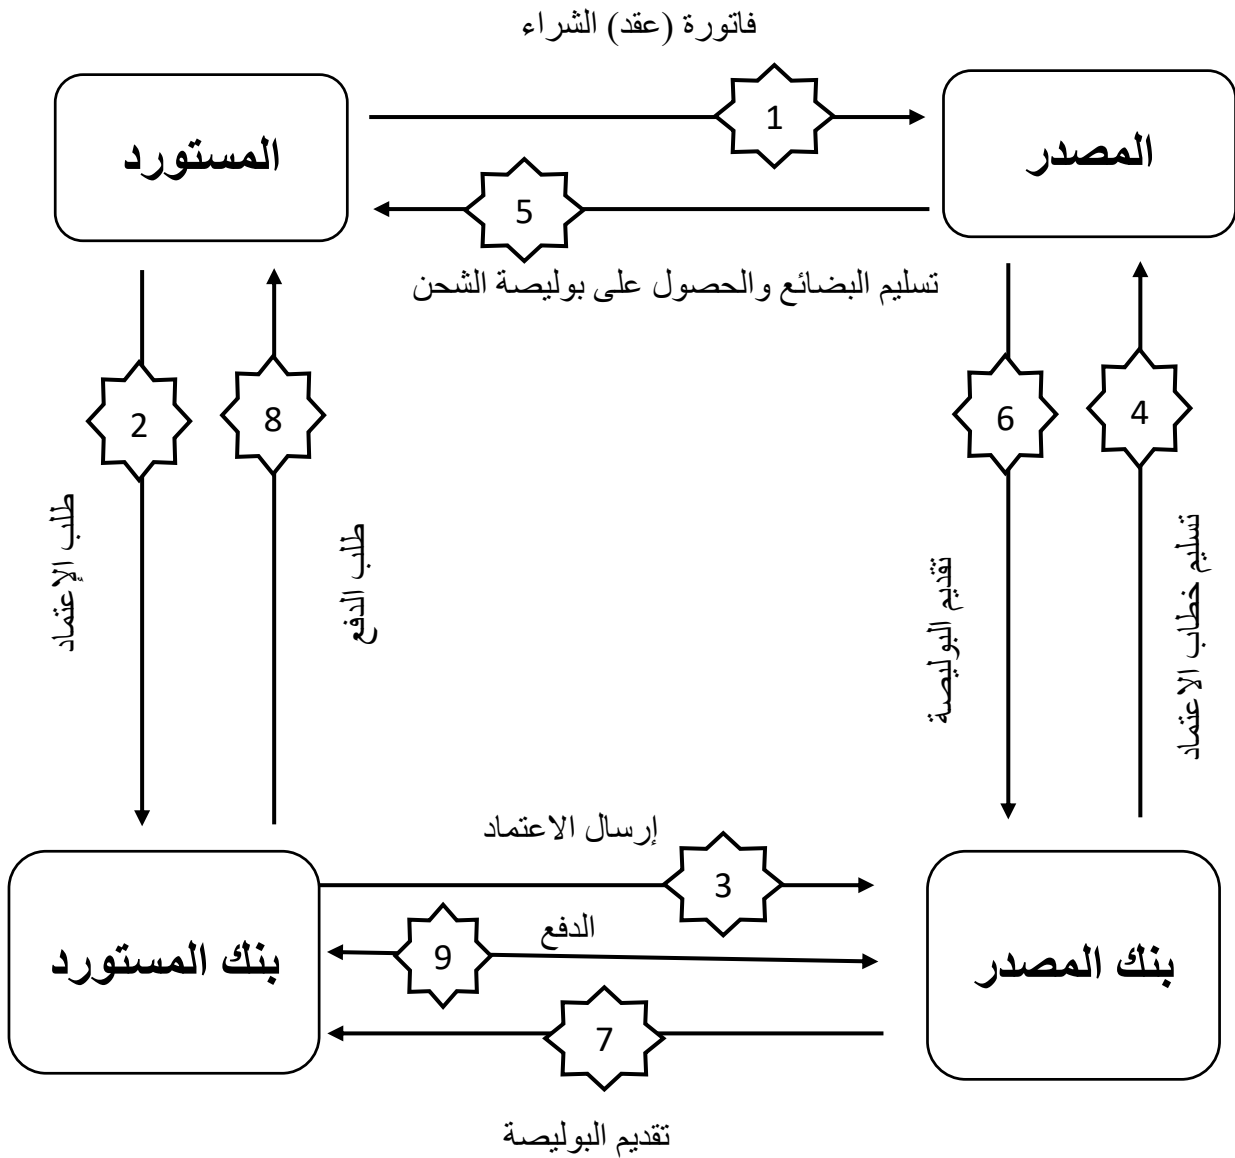 فاتورة (عقد) الشراء
1
المصدر
المستورد
5
تسليم البضائع والحصول على بوليصة الشحن
4
6
8
2
تسليم خطاب الاعتماد
تقديم البوليصة
طلب الدفع
طلب الإعتماد
إرسال الاعتماد
3
الدفع
9
بنك المصدر
بنك المستورد
7
تقديم البوليصة